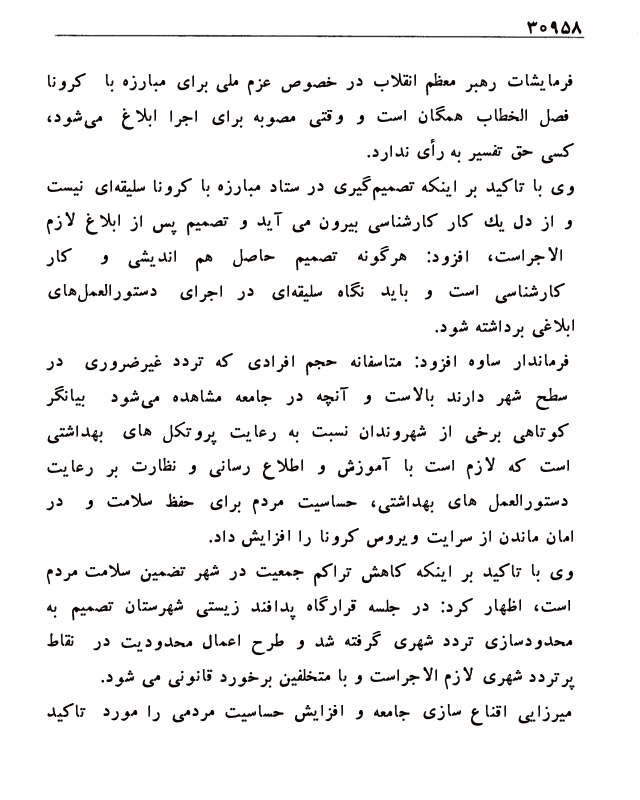 ۳۰۹۵۸
فرمایشات رهبر معظم انقلاب در خصوص عزم ملی برای مبارزه با کرونا
فصل الخطاب همگان است و وقتی مصوبه برای اجرا ابلاغ می‌شود،
کسی حق تفسیر به رأی ندارد.
وی با تاکید بر اینکه تصمیم‌گیری در ستاد مبارزه با کرونا سلیقه‌ای نیست
و از دل یك کار کارشناسی بیرون می آید و تصمیم پس از ابلاغ لازم
الاجراست، افزود: هرگونه تصمیم حاصل هم اندیشی و کار
کارشناسی است و باید نگاه سلیقه‌ای در اجرای دستورالعمل‌های
ابلاغی برداشته شود.
فرماندار ساوه افزود: متاسفانه حجم افرادی که تردد غیرضروری در
سطح شهر دارند بالاست و آنچه در جامعه مشاهده می‌شود بیانگر
کوتاهی برخی از شهروندان نسبت به رعایت پروتکل های بهداشتی
است که لازم است با آموزش و اطلاع رسانی و نظارت بر رعایت
دستورالعمل های بهداشتی، حساسیت مردم برای حفظ سلامت و در
امان ماندن از سرایت ویروس کرونا را افزایش داد.
وی با تاکید بر اینکه کاهش تراکم جمعیت در شهر تضمین سلامت مردم
است، اظهار کرد: در جلسه قرارگاه پدافند زیستی شهرستان تصمیم به
محدودسازی تردد شهری گرفته شد و طرح اعمال محدودیت در نقاط
پرتردد شهری لازم الاجراست و با متخلفین برخورد قانونی می شود.
میرزایی اقناع سازی جامعه و افزایش حساسیت مردمی را مورد تاکید